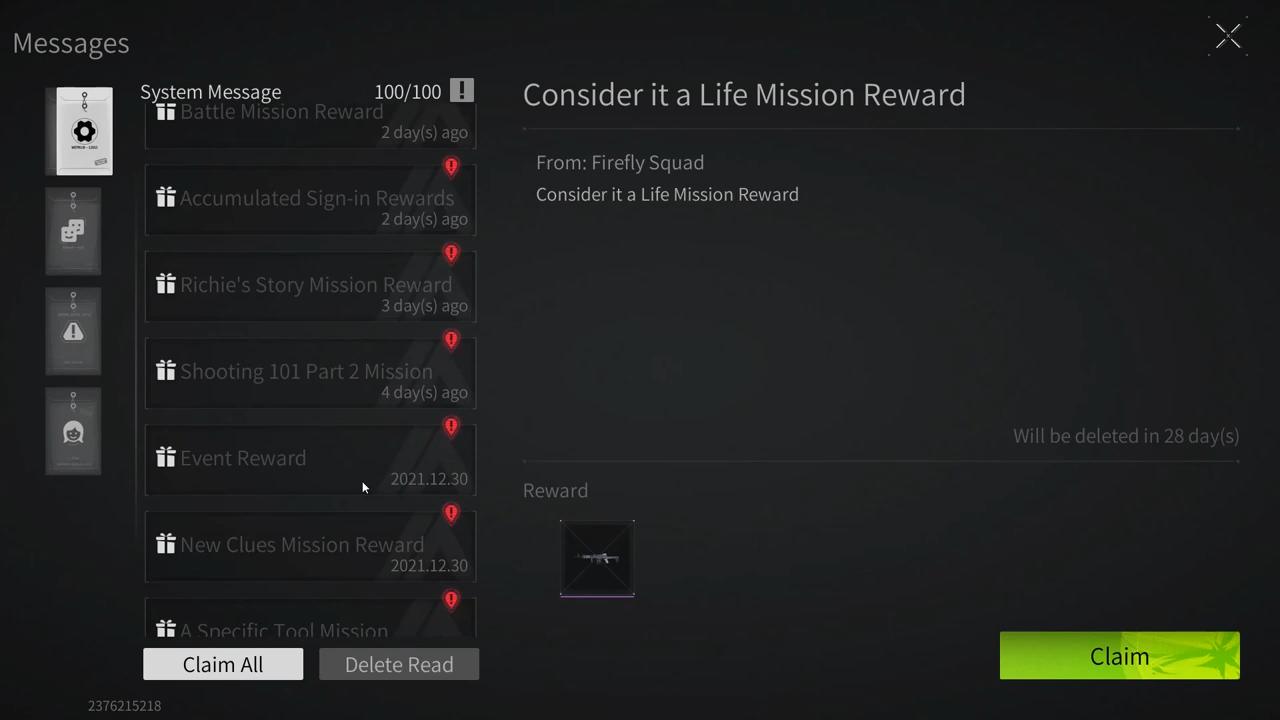 Messages
System Message 100/100
Battle Mission Reward
2 day(s) ago
Accumulated Sign-in Rewards
2 day(s) ago
Richie's Story Mission Reward
3 day(s) ago
Shooting 101 Part 2 Mission
4 day(s) ago
Event Reward
2021.12.30
New Clues Mission Reward
2021.12.30
A Specific Tool Mission
Claim All
Delete Read
2376215218
Consider it a Life Mission Reward
From: Firefly Squad
Consider it a Life Mission Reward
Will be deleted in 28 day(s)
Reward
Claim